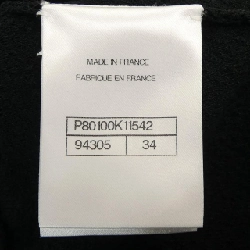 MADE IN FRANCE
FABRIQUE EN FRANCE
P80100K11542
94305 34